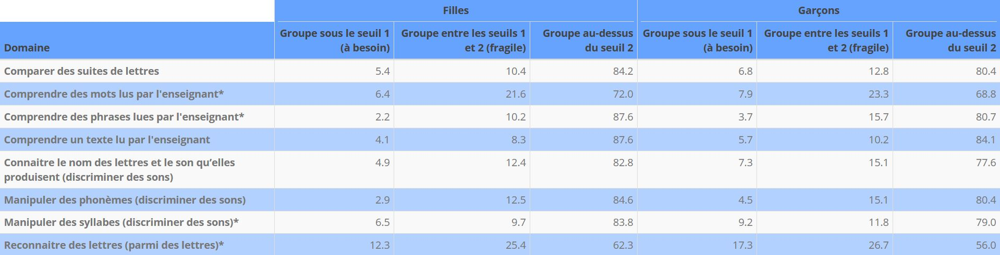 Filles Garçons
Groupe sous le seuil 1 Groupe entre les seuils 1 Groupe au-dessus Groupe sous le seuil 1 Groupe entre les seuils 1 Groupe au-dessus
Domaine (à besoin) et 2 (fragile) du seuil 2 (à besoin) et 2 (fragile) du seuil 2
Comparer des suites de lettres 5.4 10.4 84.2 6.8 12.8 80.4
Comprendre des mots lus par l'enseignant* 6.4 21.6 72.0 7.9 23.3 68.8
Comprendre des phrases lues par l'enseignant* 2.2 10.2 87.6 3.7 15.7 80.7
Comprendre un texte lu par l'enseignant 4.1 8.3 87.6 5.7 10.2 84.1
Connaitre le nom des lettres et le son qu’elles 4.9 12.4 82.8 7.3 15.1 77.6
produisent (discriminer des sons)
Manipuler des phonèmes (discriminer des sons) 2.9 12.5 84.6 4.5 15.1 80.4
Manipuler des syllabes (discriminer des sons)* 6.5 9.7 83.8 9.2 11.8 79.0
Reconnaitre des lettres (parmi des lettres)* 12.3 25.4 62.3 17.3 26.7 56.0